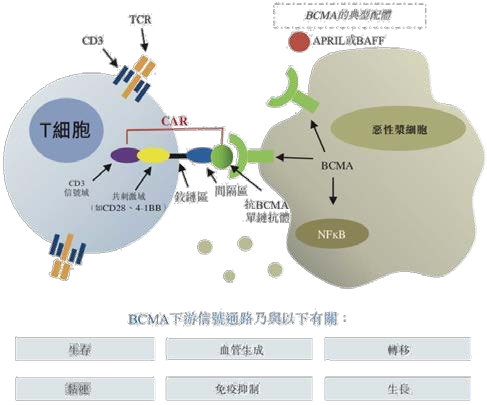 BCMA的典型配體
APRIL或BAFF
TCR
CD3
T細胞
CAR
惡性漿細胞
BCMA
CD3
信號域
共刺激域
(如CD28、4-1BB)
鉸鏈區
間隔區
抗BCMA
單鏈抗體
NFκB
BCMA下游信號通路乃與以下有關：
生存
血管生成
轉移
黏連
免疫抑制
生長